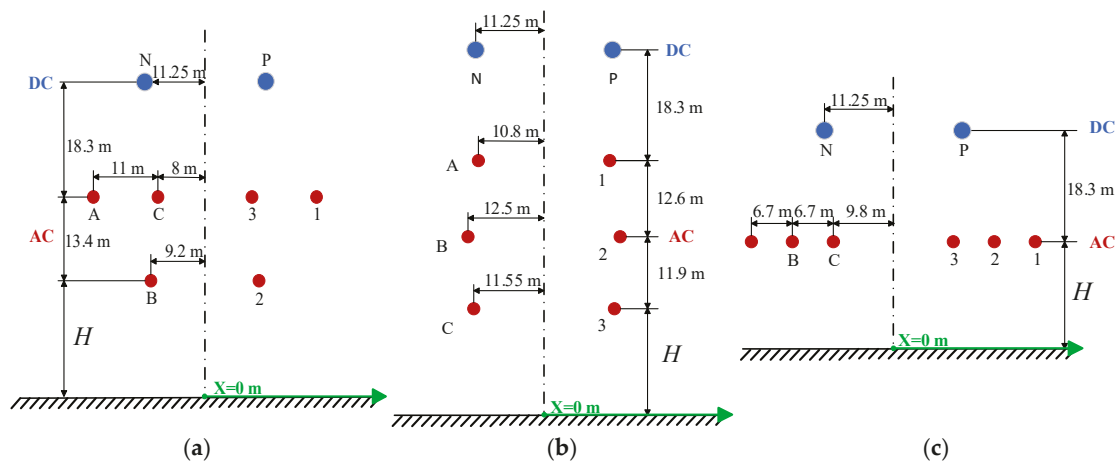 N
P
11.25 m
DC
18.3 m
11 m
8 m
A
C
3
1
AC
13.4 m
9.2 m
B
2
H
X=0 m
(a)
11.25 m
N
P
DC
18.3 m
10.8 m
A
1
12.6 m
12.5 m
B
2
AC
11.9 m
11.55 m
C
3
H
X=0 m
(b)
11.25 m
N
P
DC
18.3 m
6.7 m
6.7 m
9.8 m
B
C
3
2
1
AC
H
X=0 m
(c)